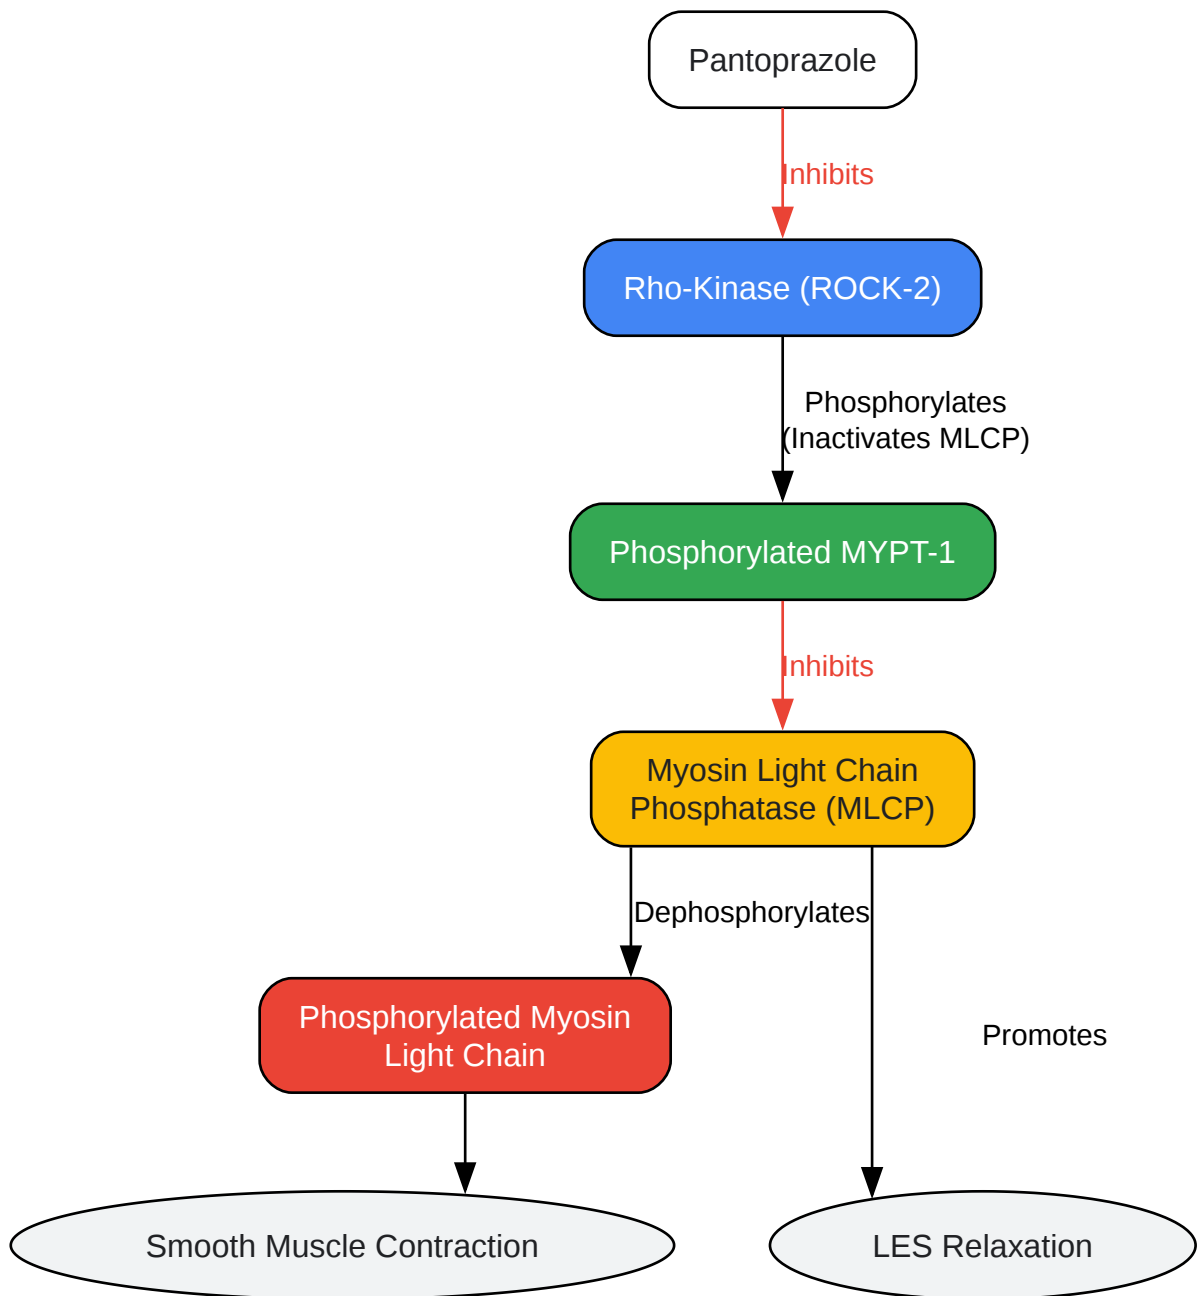 Pantoprazole
Inhibits
Rho-Kinase (ROCK-2)
Phosphorylates
(Inactivates MLCP)
Phosphorylated MYPT-1
Inhibits
Myosin Light Chain
Phosphatase (MLCP)
Dephosphorylates
Phosphorylated Myosin
Light Chain
Promotes
Smooth Muscle Contraction
LES Relaxation